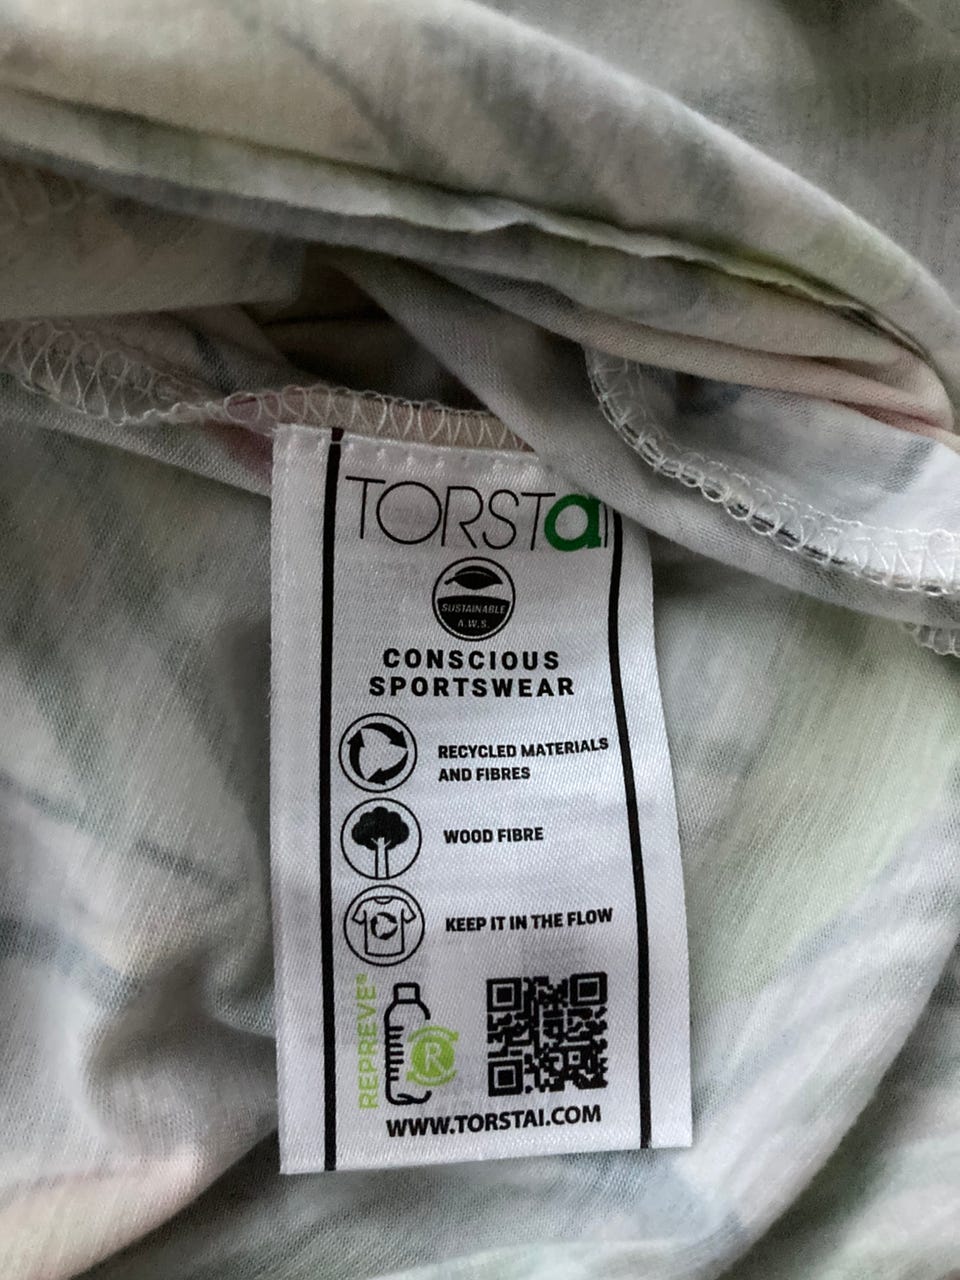 TORSTai
SUSTAINABLE
A.W.S.
CONSCIOUS
SPORTSWEAR
RECYCLED MATERIALS
AND FIBRES
WOOD FIBRE
KEEP IT IN THE FLOW
REPREVE®
R
WWW.TORSTAI.COM